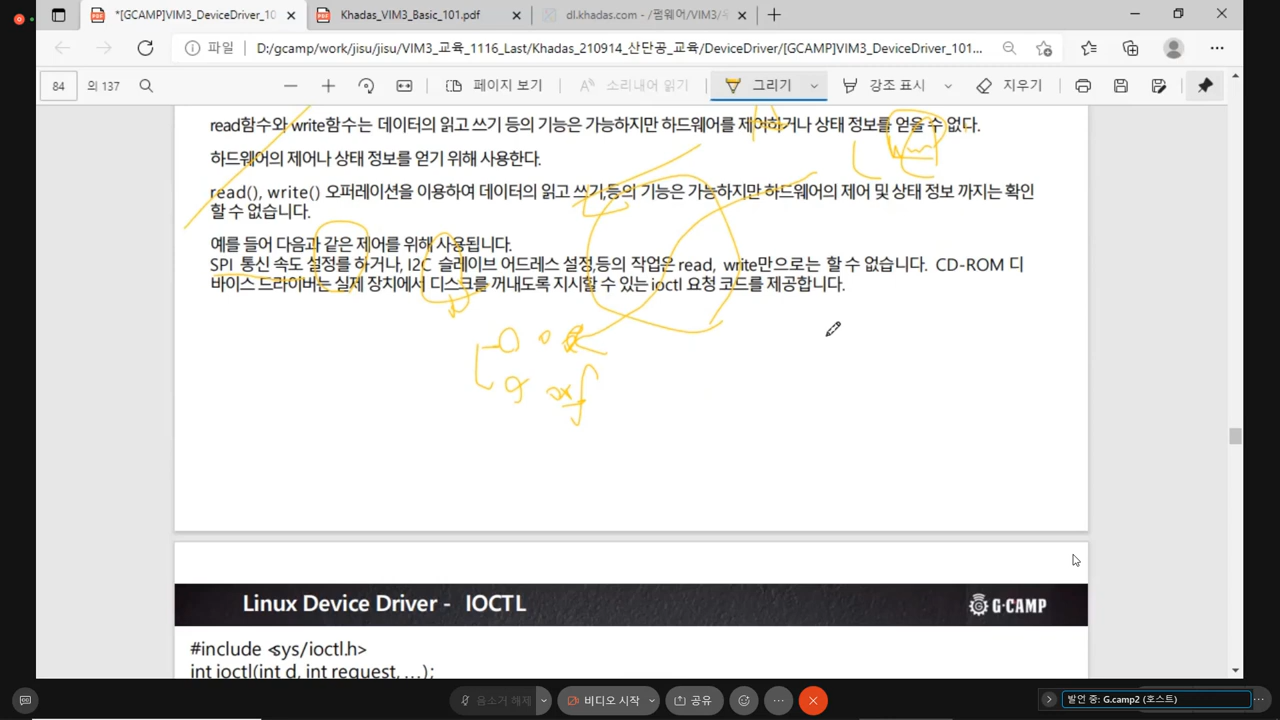 *[GCAMP]VIM3_DeviceDriver_10
Khadas_VIM3_Basic_101.pdf
dl.khadas.com - /펌웨어/VIM3/
파일
D:/gcamp/work/jisu/jisu/VIM3_교육_1116_Last/Khadas_210914_산단공_교육/DeviceDriver/[GCAMP]VIM3_DeviceDriver_101...
84 의 137
페이지 보기
소리내어 읽기
그리기
강조 표시
지우기
read함수와 write함수는 데이터의 읽고 쓰기 등의 기능은 가능하지만 하드웨어를 제어하거나 상태 정보를 얻을 수 없다.
하드웨어의 제어나 상태 정보를 얻기 위해 사용한다.
read(), write() 오퍼레이션을 이용하여 데이터의 읽고 쓰기,등의 기능은 가능하지만 하드웨어의 제어 및 상태 정보 까지는 확인
할 수 없습니다.
예를 들어 다음과 같은 제어를 위해 사용됩니다.
SPI 통신 속도 설정를 하거나, I2C 슬레이브 어드레스 설정,등의 작업은 read, write만으로는 할 수 없습니다. CD-ROM 디
바이스 드라이버는 실제 장치에서 디스크를 꺼내도록 지시할 수 있는 ioctl 요청 코드를 제공합니다.
Linux Device Driver - IOCTL
G·CAMP
#include <sys/ioctl.h>
int ioctl(int d, int request, ...);
음소거 해제
비디오 시작
공유
발언 중: G.camp2 (호스트)